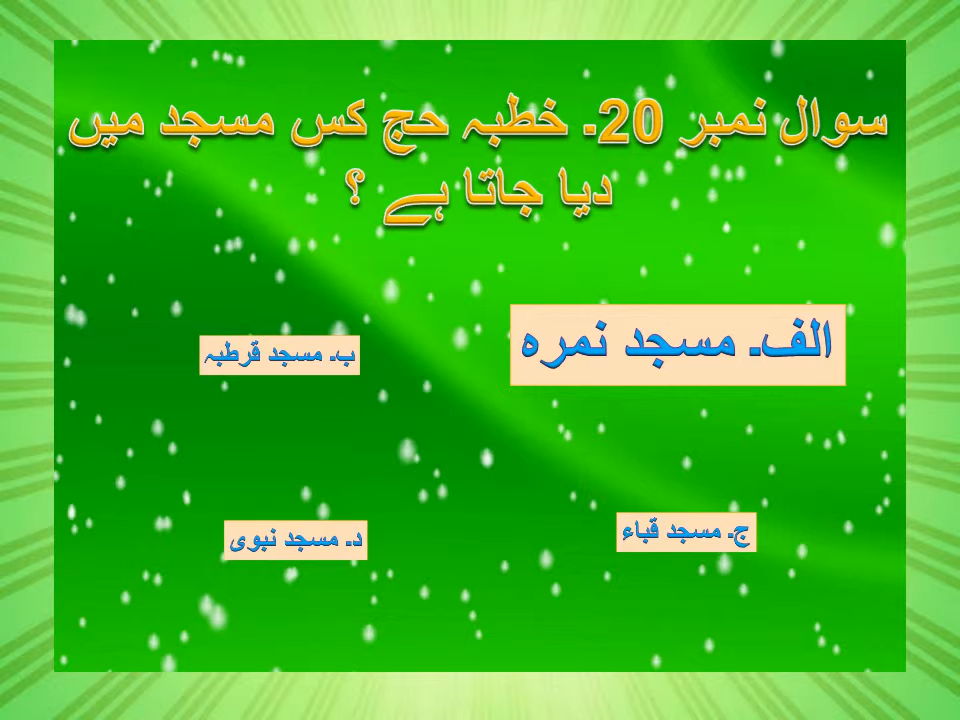 سوال نمبر 20۔ خطبہ حج کس مسجد میں
دیا جاتا ہے ؟
الف۔ مسجد نمرہ
ب۔ مسجد قرطبہ
ج۔ مسجد قباء
د۔ مسجد نبوی